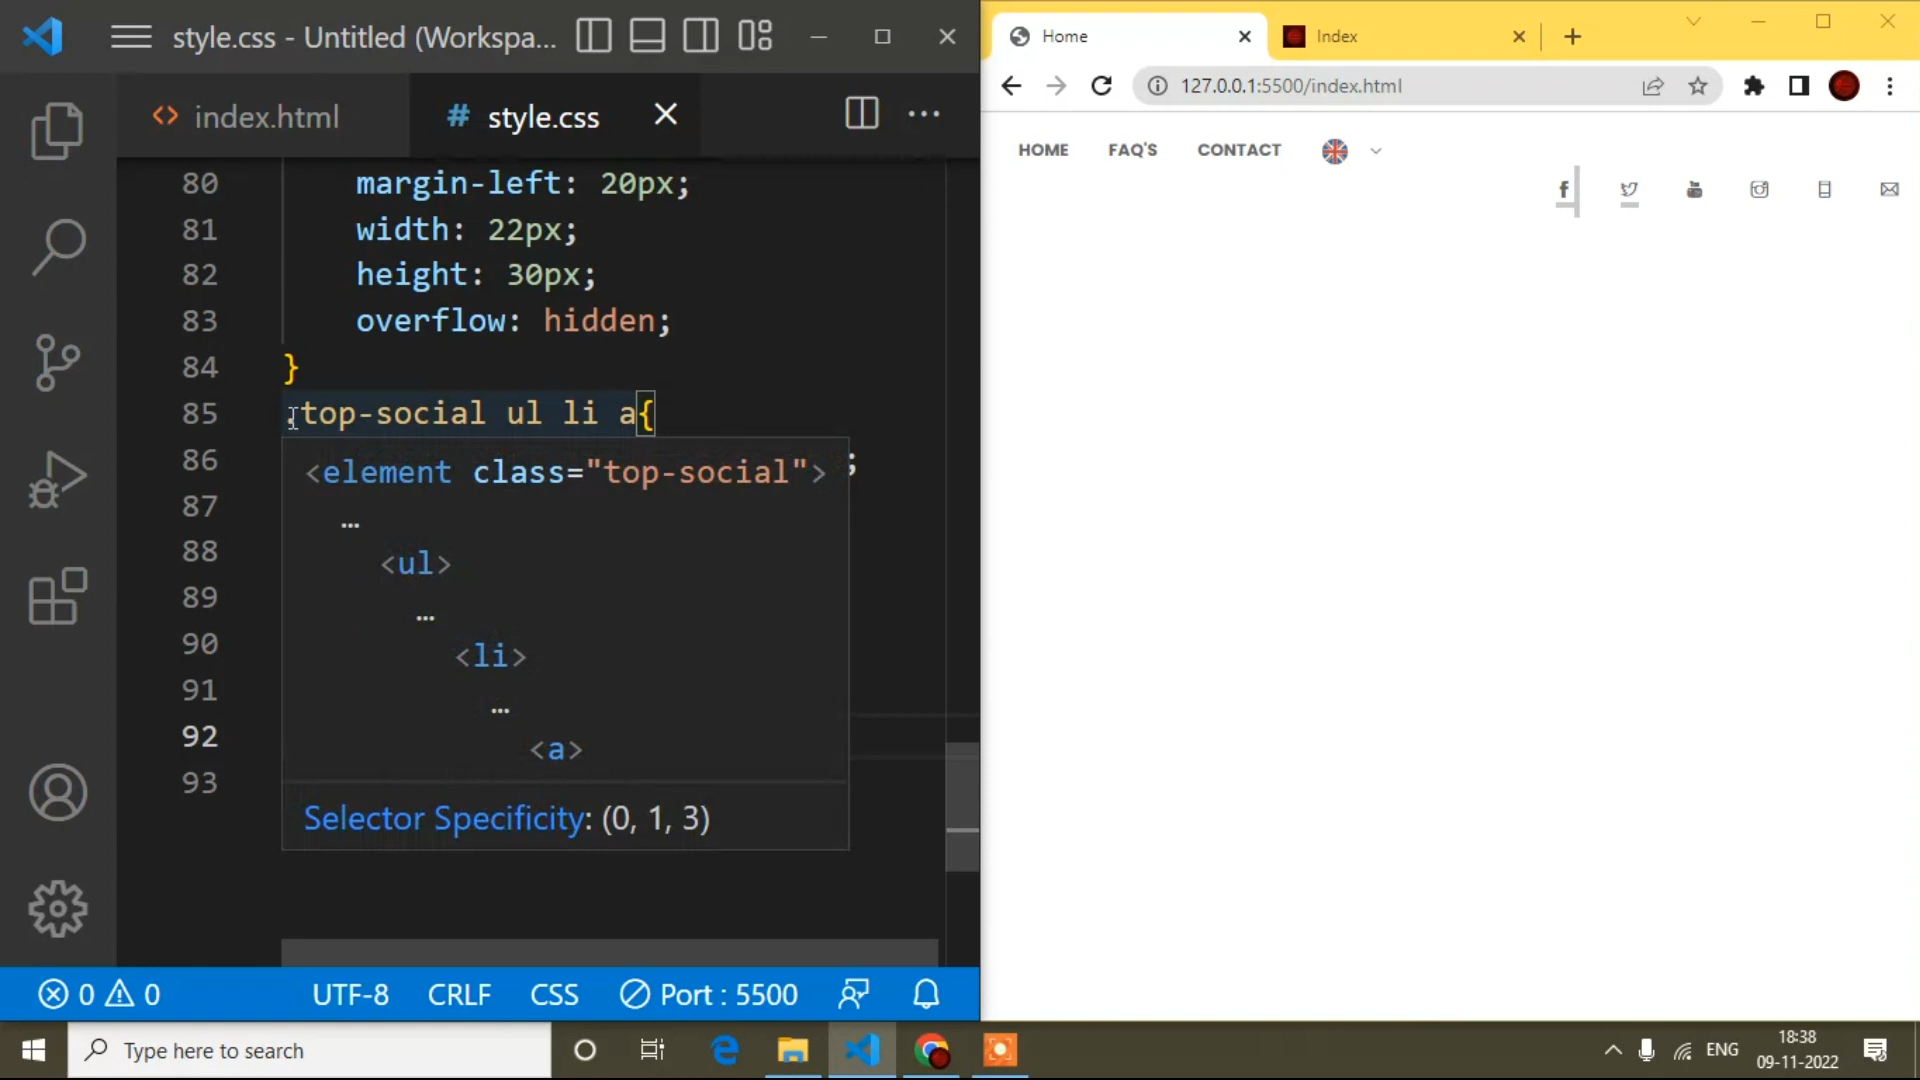 style.css - Untitled (Workspa...
index.html
# style.css
80 margin-left: 20px;
81 width: 22px;
82 height: 30px;
83 overflow: hidden;
84 }
85 .top-social ul li a{
86 ;
87
88
89
90
91
92
93
<element class="top-social">
…
<ul>
…
<li>
…
<a>
Selector Specificity: (0, 1, 3)
0 0 UTF-8 CRLF CSS Port : 5500
Home
Index
127.0.0.1:5500/index.html
HOME FAQ'S CONTACT
Type here to search
ENG
18:38
09-11-2022